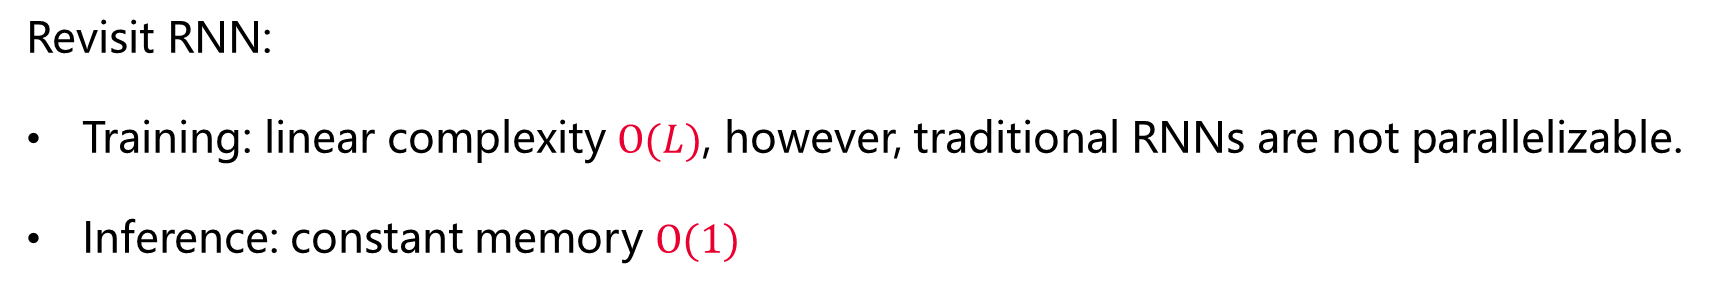 Revisit RNN:
• Training: linear complexity O(L), however, traditional RNNs are not parallelizable.
• Inference: constant memory O(1)